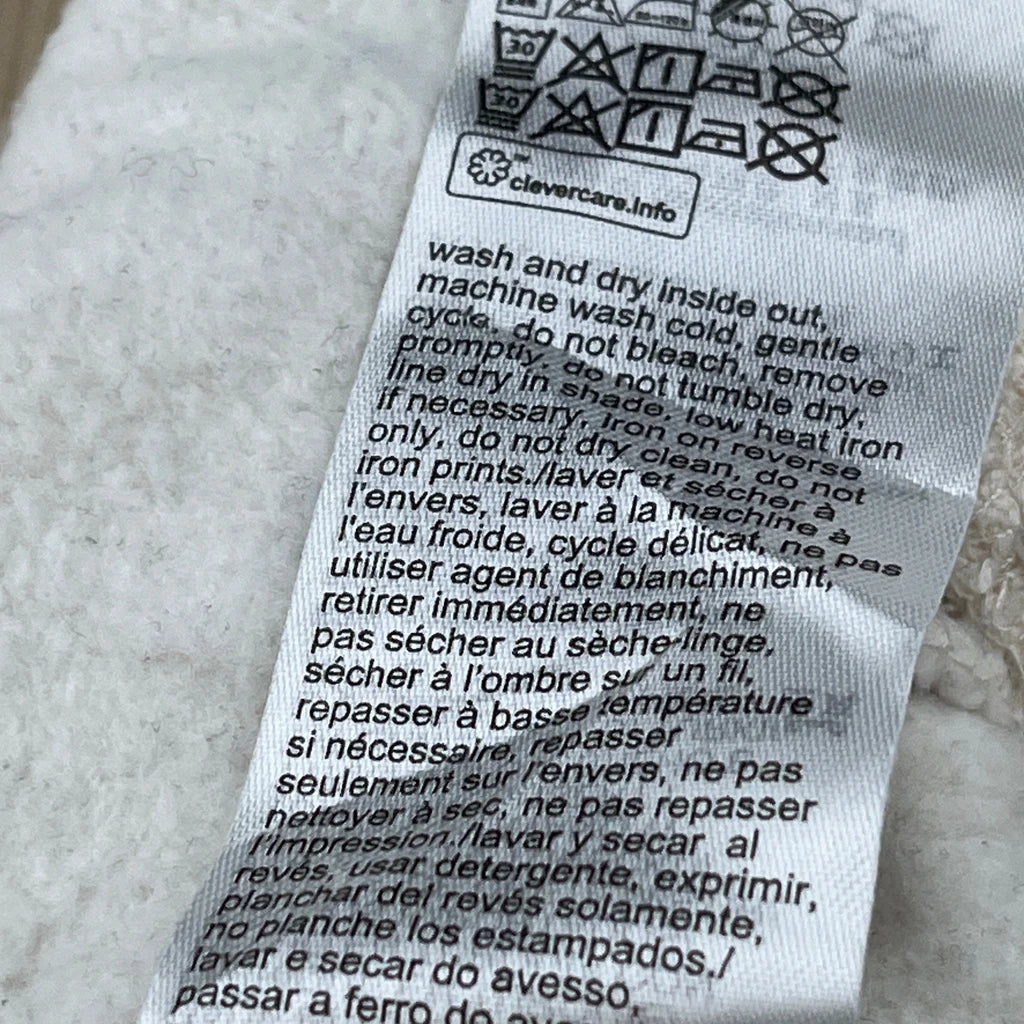 30
30
clevercare.info
wash and dry inside out,
machine wash cold, gentle
cycle, do not bleach, remove
promptly, do not tumble dry,
line dry in shade, low heat iron
if necessary, iron on reverse
only, do not dry clean, do not
iron prints./laver et sécher à
l'envers, laver à la machine à
l'eau froide, cycle délicat, ne pas
utiliser agent de blanchiment,
retirer immédiatement, ne
pas sécher au sèche-linge,
sécher à l'ombre sur un fil,
repasser à basse température
si nécessaire, repasser
seulement sur l'envers, ne pas
nettoyer à sec, ne pas repasser
l'impression./lavar y secar al
revés, usar detergente, exprimir,
planchar del revés solamente,
no planche los estampados./
lavar e secar do avesso,
passar a ferro do